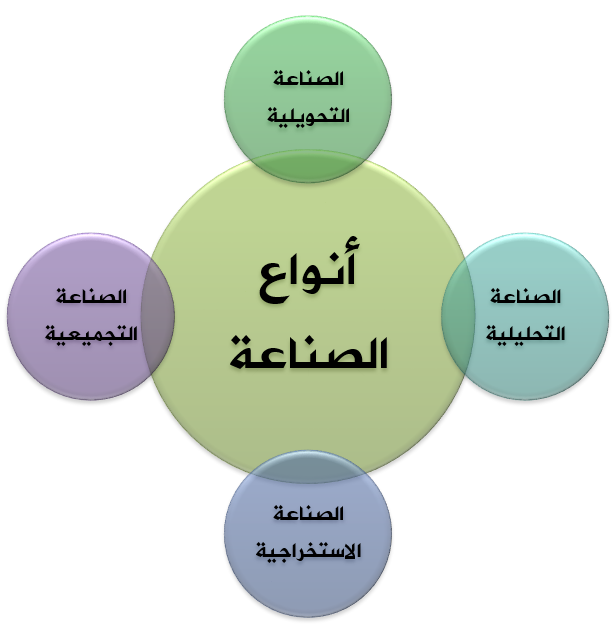 الصناعة
التحويلية
أنواع
الصناعة
الصناعة
التحليلية
الصناعة
التجميعية
الصناعة
الاستخراجية